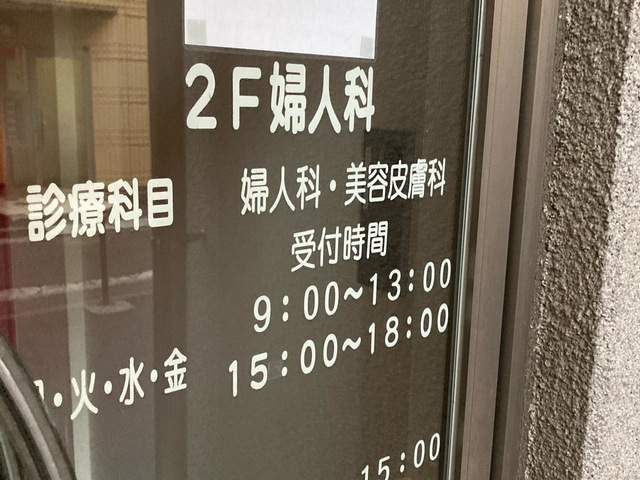 2F婦人科
診療科目 婦人科・美容皮膚科
受付時間
9:00~13:00
・火・水・金 15:00~18:00
15:00